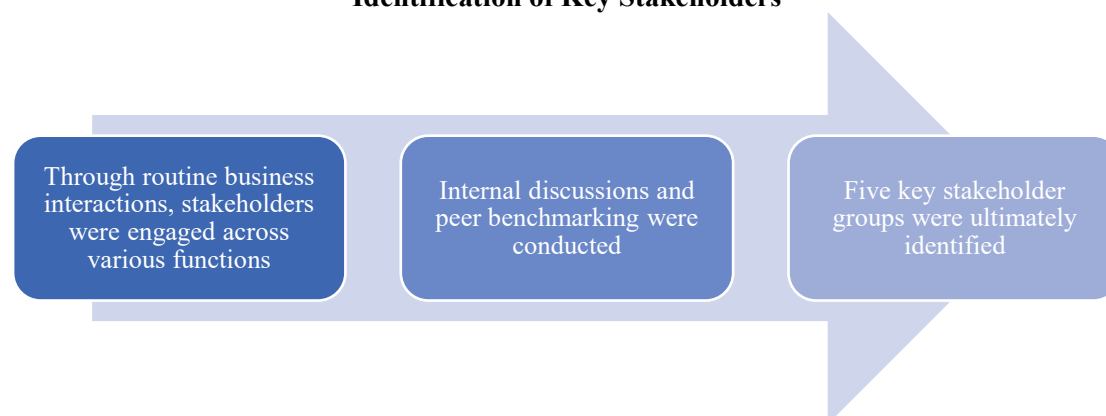 Identification of Key Stakeholders
Through routine business
interactions, stakeholders
were engaged across
various functions
Internal discussions and
peer benchmarking were
conducted
Five key stakeholder
groups were ultimately
identified